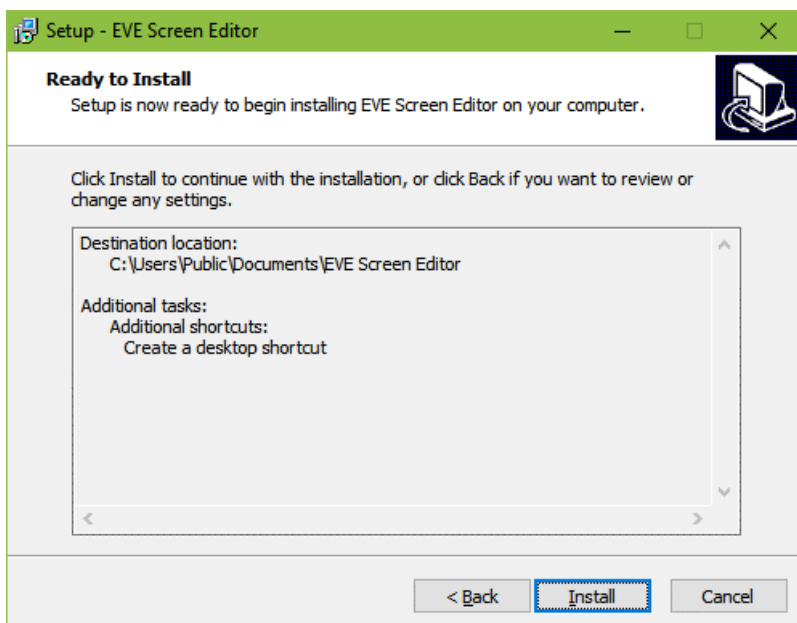 Setup - EVE Screen Editor
Ready to Install
Setup is now ready to begin installing EVE Screen Editor on your computer.
Click Install to continue with the installation, or click Back if you want to review or
change any settings.
Destination location:
C:\Users\Public\Documents\EVE Screen Editor
Additional tasks:
Additional shortcuts:
Create a desktop shortcut
< Back
Install
Cancel